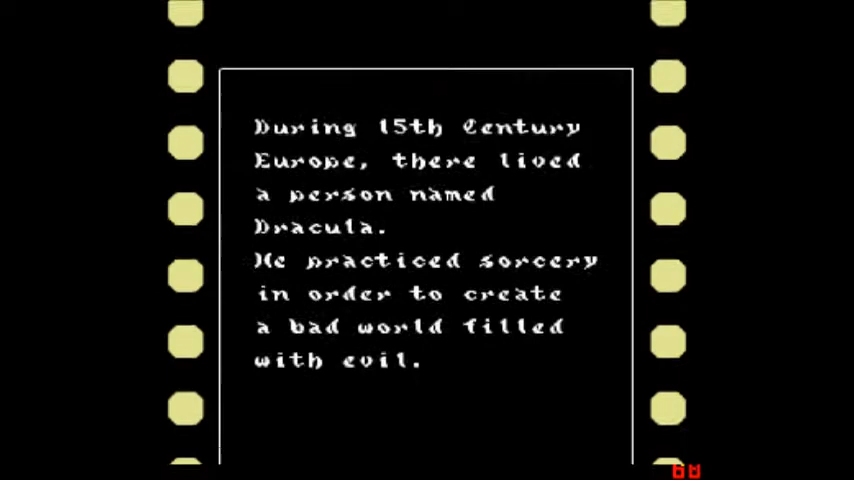 During 15th Century
Europe, there lived
a person named
Dracula.
He practiced sorcery
in order to create
a bad world filled
with evil.
60